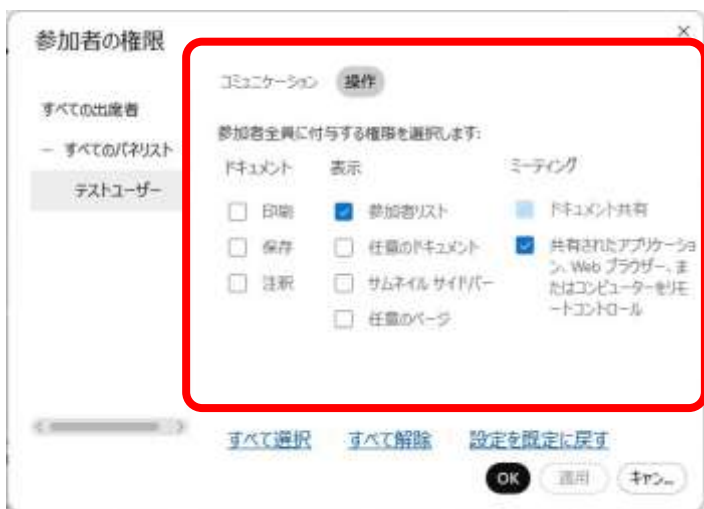 参加者の権限
×
コミュニケーション 操作
すべての出席者
− すべてのパネリスト
テストユーザー
参加者全員に付与する権限を選択します:
ドキュメント 表示 ミーティング
印刷 参加者リスト ドキュメント共有
保存 任意のドキュメント 共有されたアプリケーショ
注釈 サムネイル サイドバー ン、Web ブラウザー、ま
任意のページ たはコンピューターをリモ
ートコントロール
すべて選択 すべて解除 設定を既定に戻す
OK 適用 キャン...